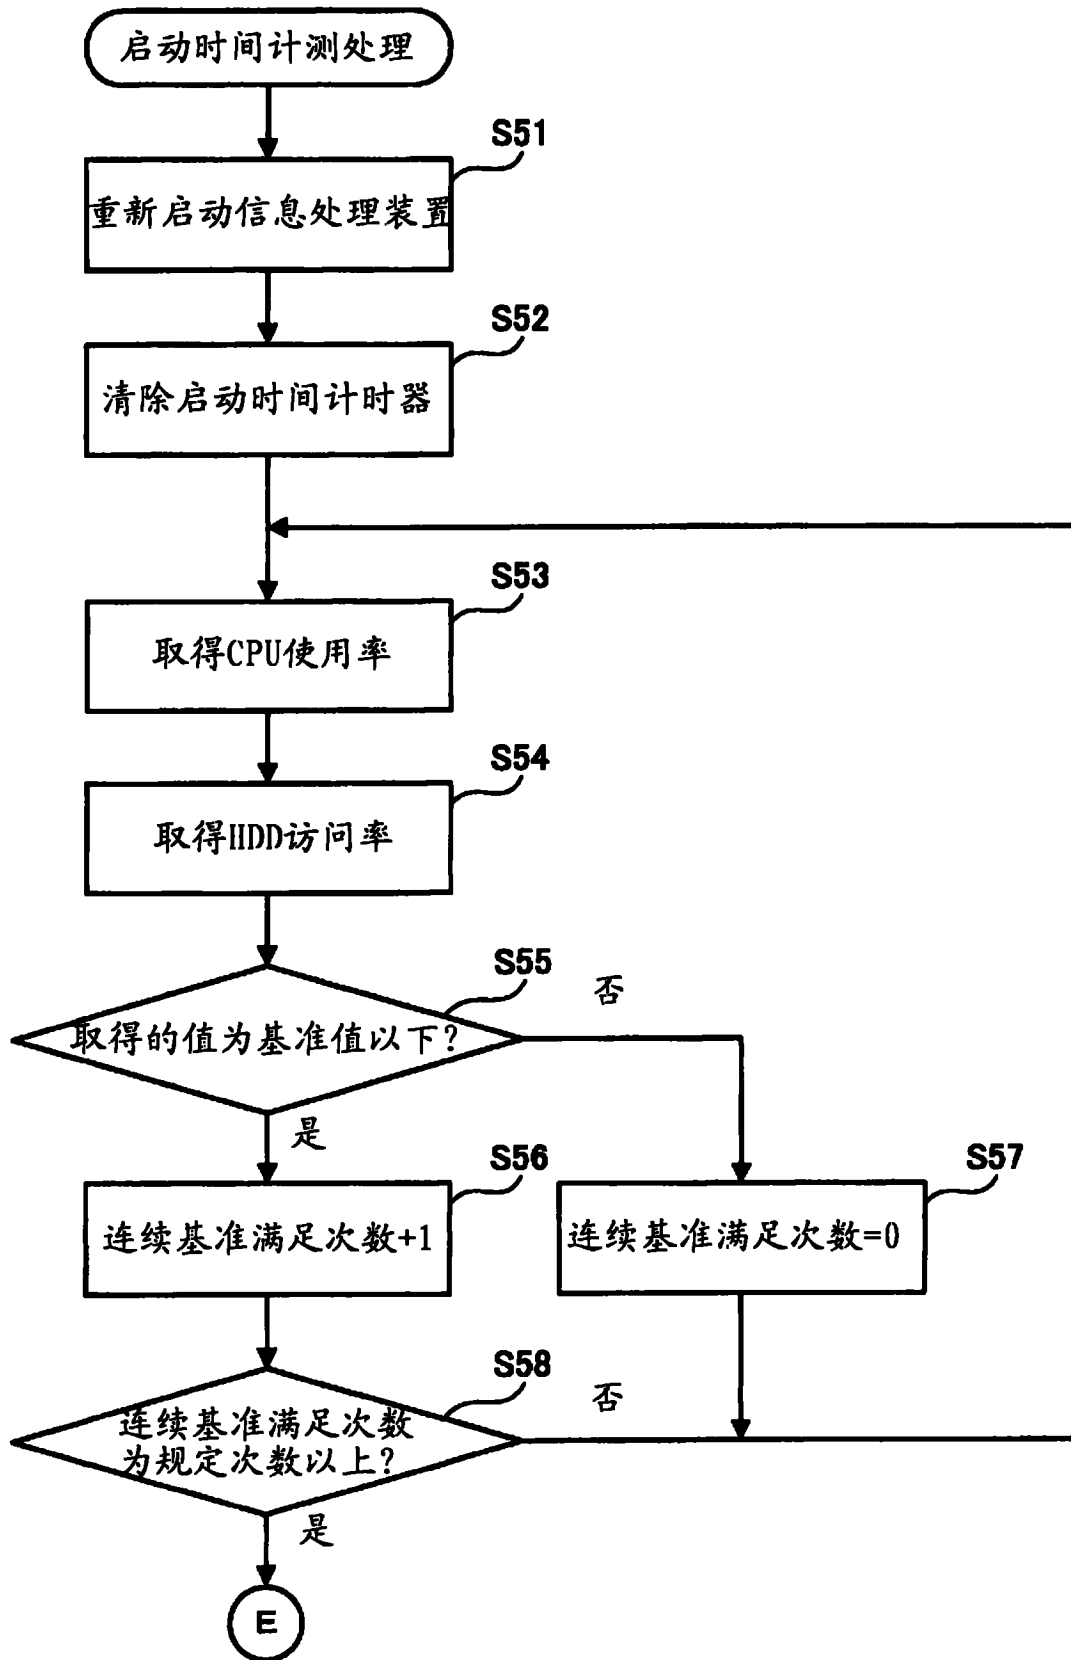 启动时间计测处理
S51
重新启动信息处理装置
S52
清除启动时间计时器
S53
取得CPU使用率
S54
取得HDD访问率
S55
否
取得的值为基准值以下?
是
S56
S57
连续基准满足次数+1
连续基准满足次数=0
S58
否
连续基准满足次数
为规定次数以上?
是
E